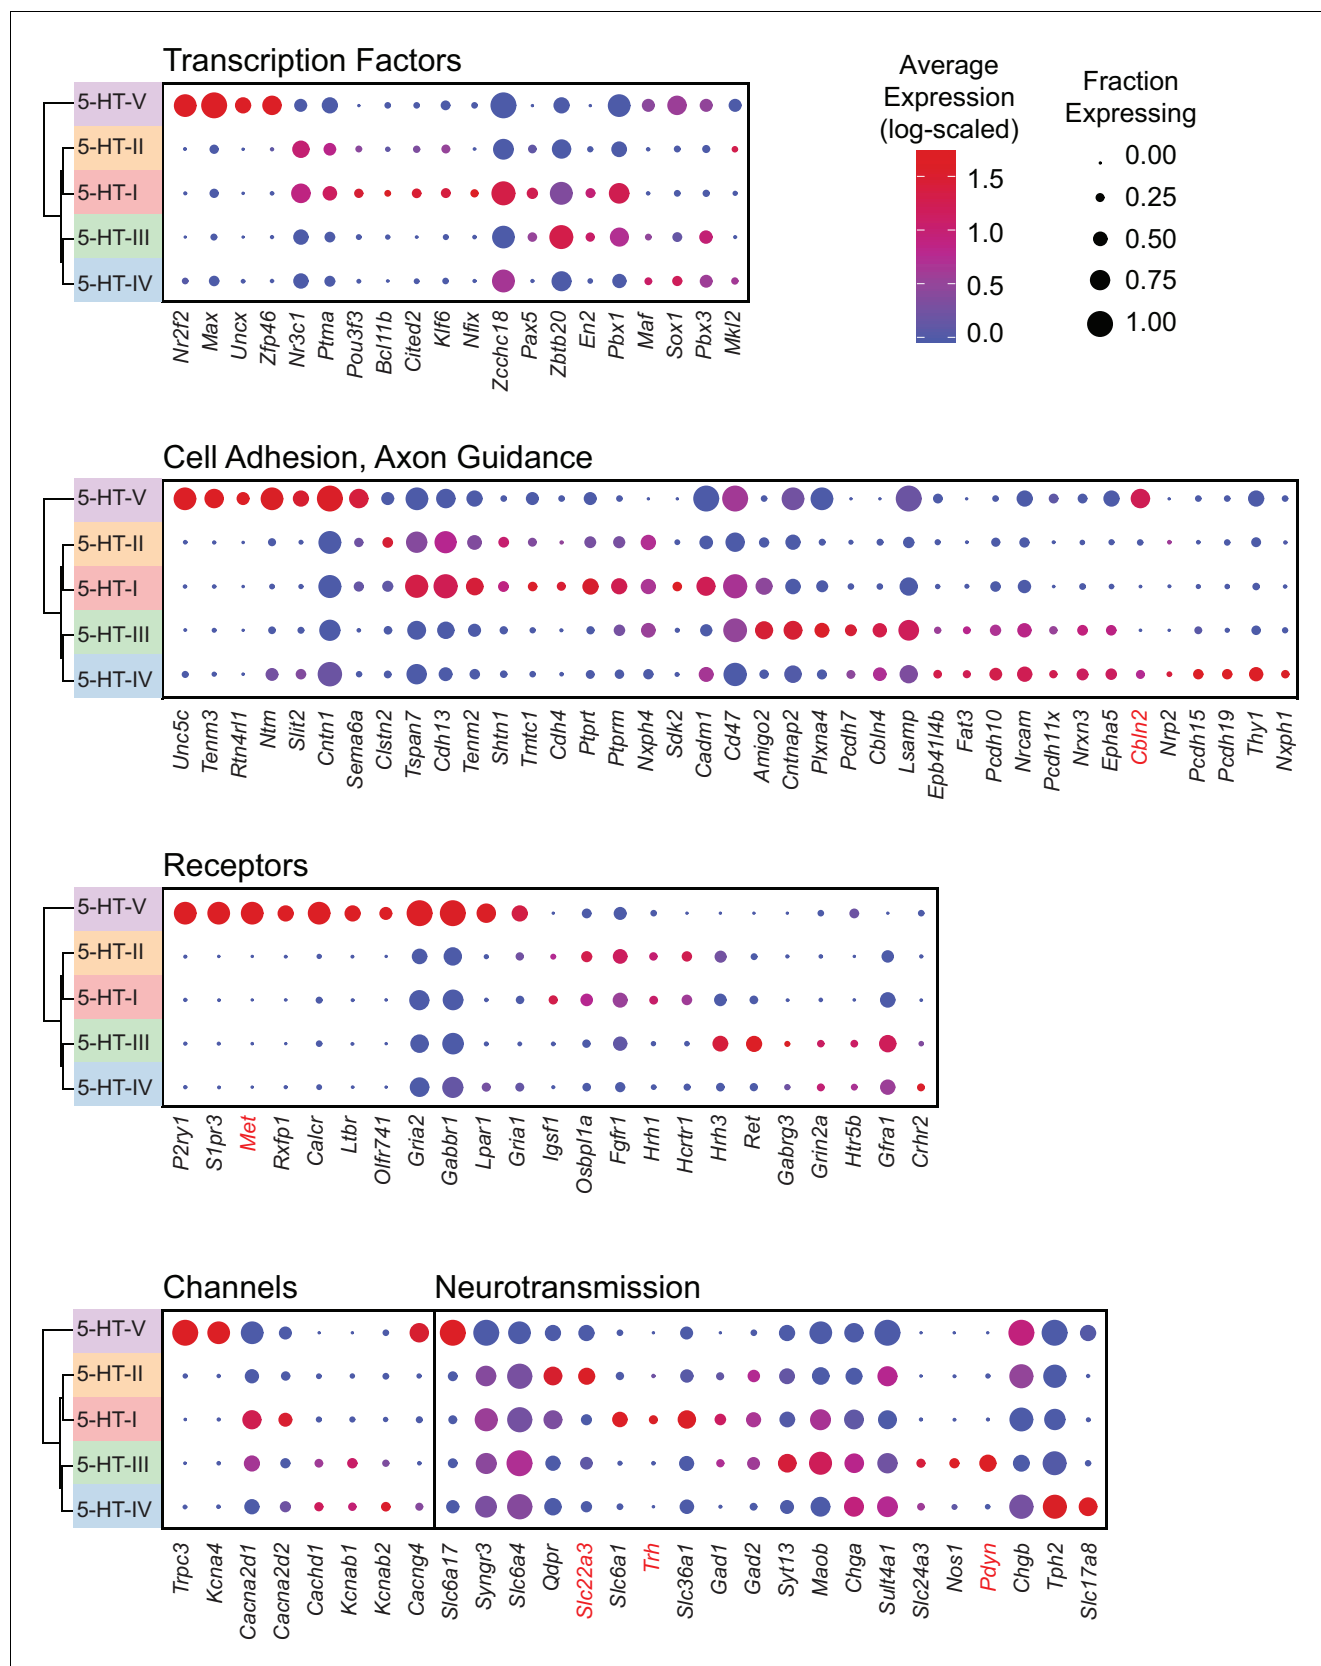 Transcription Factors
5-HT-V
5-HT-II
5-HT-I
5-HT-III
5-HT-IV
Nr2f2 Max Uncx Zfp46 Nr3c1 Ptma Pou3f3 Bcl11b Cited2 Klf6 Nfix Zcchc18 Pax5 Zbtb20 En2 Pbx1 Maf Sox1 Pbx3 Mkl2
Average
Expression
(log-scaled)
1.5
1.0
0.5
0.0
Fraction
Expressing
0.00
0.25
0.50
0.75
1.00
Cell Adhesion, Axon Guidance
5-HT-V
5-HT-II
5-HT-I
5-HT-III
5-HT-IV
Unc5c Tenm3 Rtn4rl1 Ntm Slit2 Cntn1 Sema6a Clstn2 Tspan7 Cdh13 Tenm2 Shtn1 Tmtc1 Cdh4 Ptprt Ptprm Nxph4 Sdk2 Cadm1 Cd47 Amigo2 Cntnap2 Plxna4 Pcdh7 Cbln4 Lsamp Epb41l4b Fat3 Pcdh10 Nrcam Pcdh11x Nrxn3 Epha5 Cbln2 Nrp2 Pcdh15 Pcdh19 Thy1 Nxph1
Receptors
5-HT-V
5-HT-II
5-HT-I
5-HT-III
5-HT-IV
P2ry1 S1pr3 Met Rxfp1 Calcr Ltbr Olfr741 Gria2 Gabbr1 Lpar1 Gria1 Igsf1 Osbpl1a Fgfr1 Hrh1 Hcrtr1 Hrh3 Ret Gabrg3 Grin2a Htr5b Gfra1 Crhr2
Channels
Neurotransmission
5-HT-V
5-HT-II
5-HT-I
5-HT-III
5-HT-IV
Trpc3 Kcna4 Cacna2d1 Cacna2d2 Cachd1 Kcnab1 Kcnab2 Cacng4 Slc6a17 Syngr3 Slc6a4 Qdpr Slc22a3 Slc6a1 Trh Slc36a1 Gad1 Gad2 Syt13 Maob Chga Sult4a1 Slc24a3 Nos1 Pdyn Chgb Tph2 Slc17a8